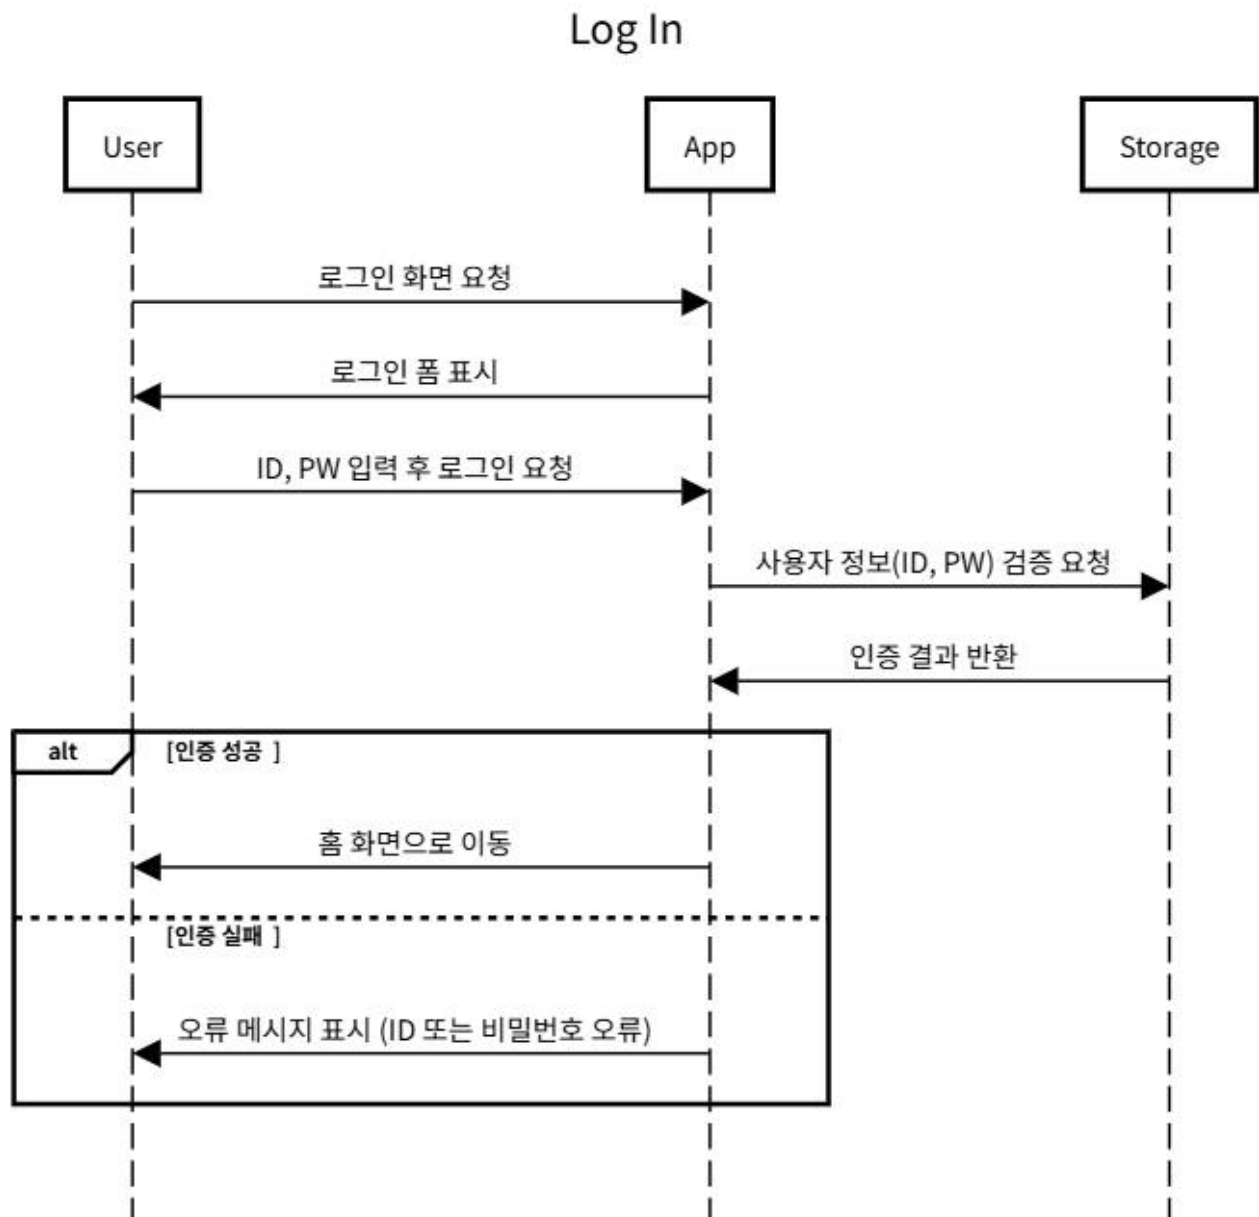 Log In
User
App
Storage
로그인 화면 요청
로그인 폼 표시
ID, PW 입력 후 로그인 요청
사용자 정보(ID, PW) 검증 요청
인증 결과 반환
alt
[인증 성공 ]
홈 화면으로 이동
[인증 실패 ]
오류 메시지 표시 (ID 또는 비밀번호 오류)